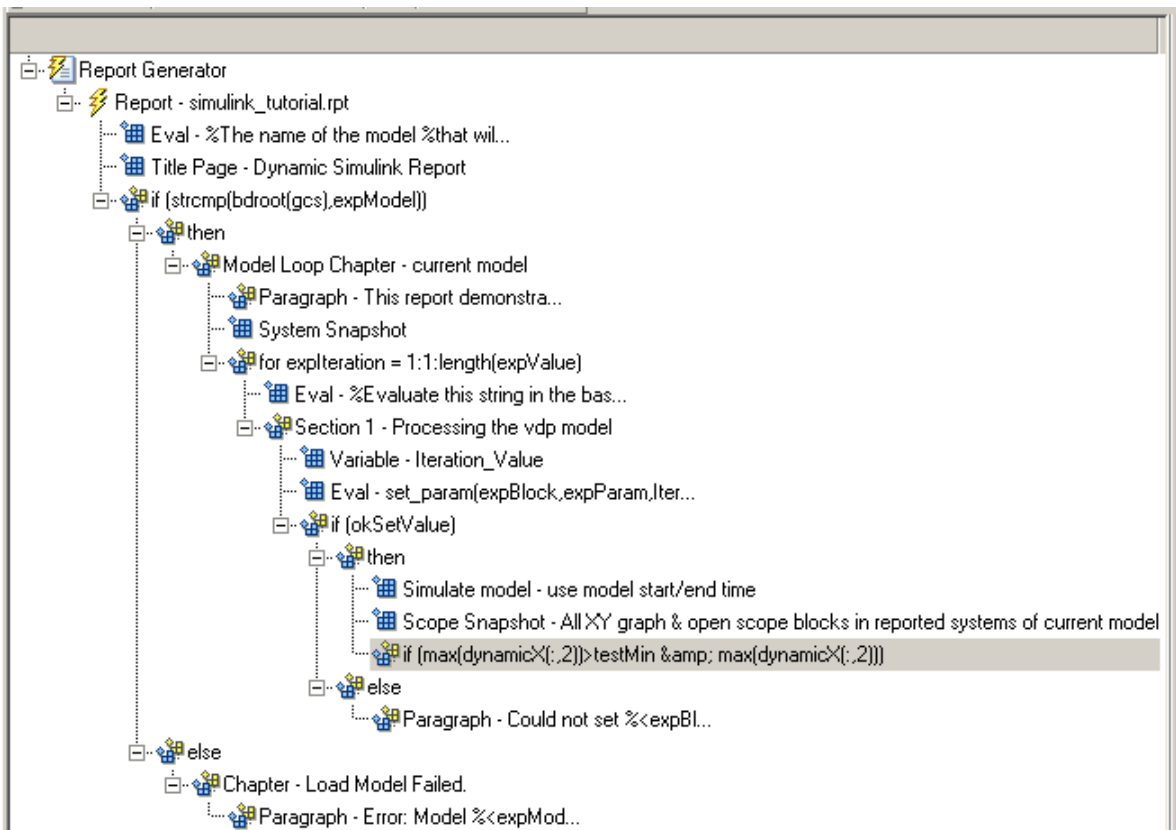 Report Generator
Report - simulink_tutorial.rpt
Eval - %The name of the model %that wil...
Title Page - Dynamic Simulink Report
if (strcmp(bdroot(gcs),expModel))
then
Model Loop Chapter - current model
Paragraph - This report demonstra...
System Snapshot
for expIteration = 1:1:length(expValue)
Eval - %Evaluate this string in the bas...
Section 1 - Processing the vdp model
Variable - Iteration_Value
Eval - set_param(expBlock,expParam,Iter...
if (okSetValue)
then
Simulate model - use model start/end time
Scope Snapshot - All XY graph & open scope blocks in reported systems of current model
if (max(dynamicX(:,2))>testMin &amp; max(dynamicX(:,2)))
else
Paragraph - Could not set %<expBl...
else
Chapter - Load Model Failed.
Paragraph - Error: Model %<expMod...